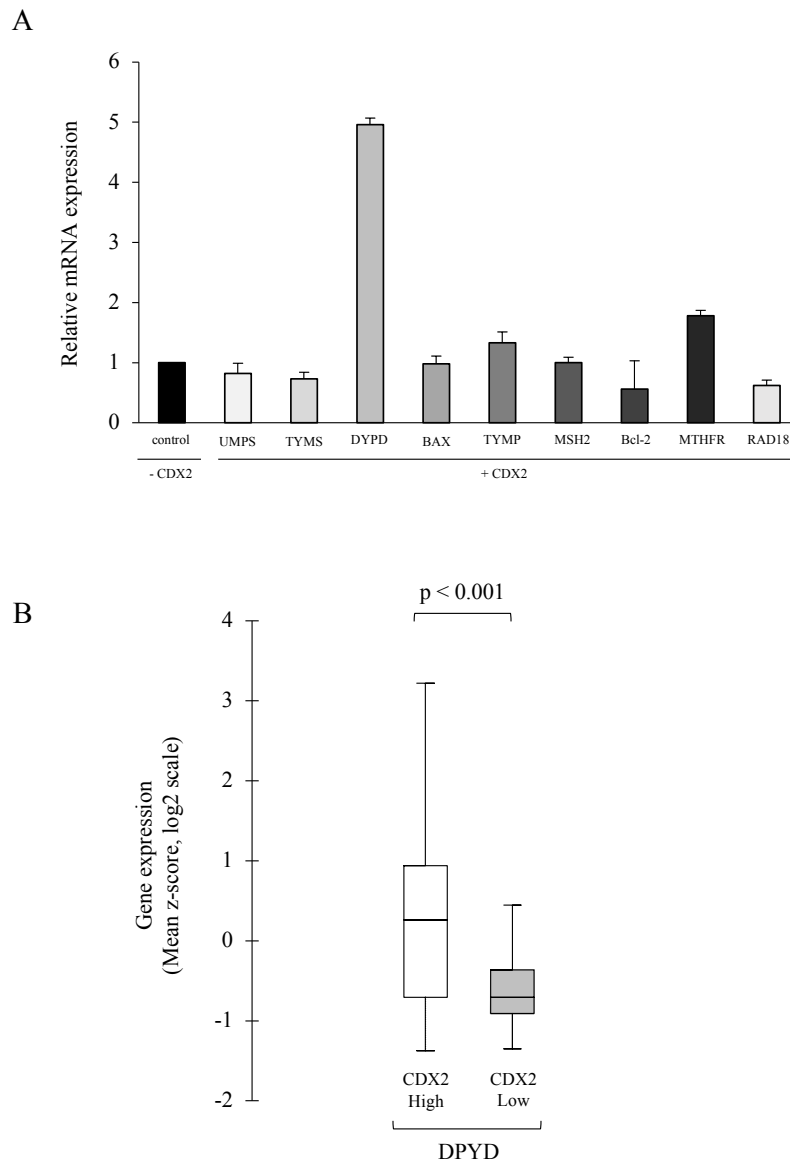 A
Relative mRNA expression
6
5
4
3
2
1
0
control
UMPS
TYMS
DYPD
BAX
TYMP
MSH2
Bcl-2
MTHFR
RAD18
- CDX2
+ CDX2
B
p < 0.001
Gene expression
(Mean z-score, log2 scale)
4
3
2
1
0
-1
-2
CDX2 CDX2
High Low
DPYD